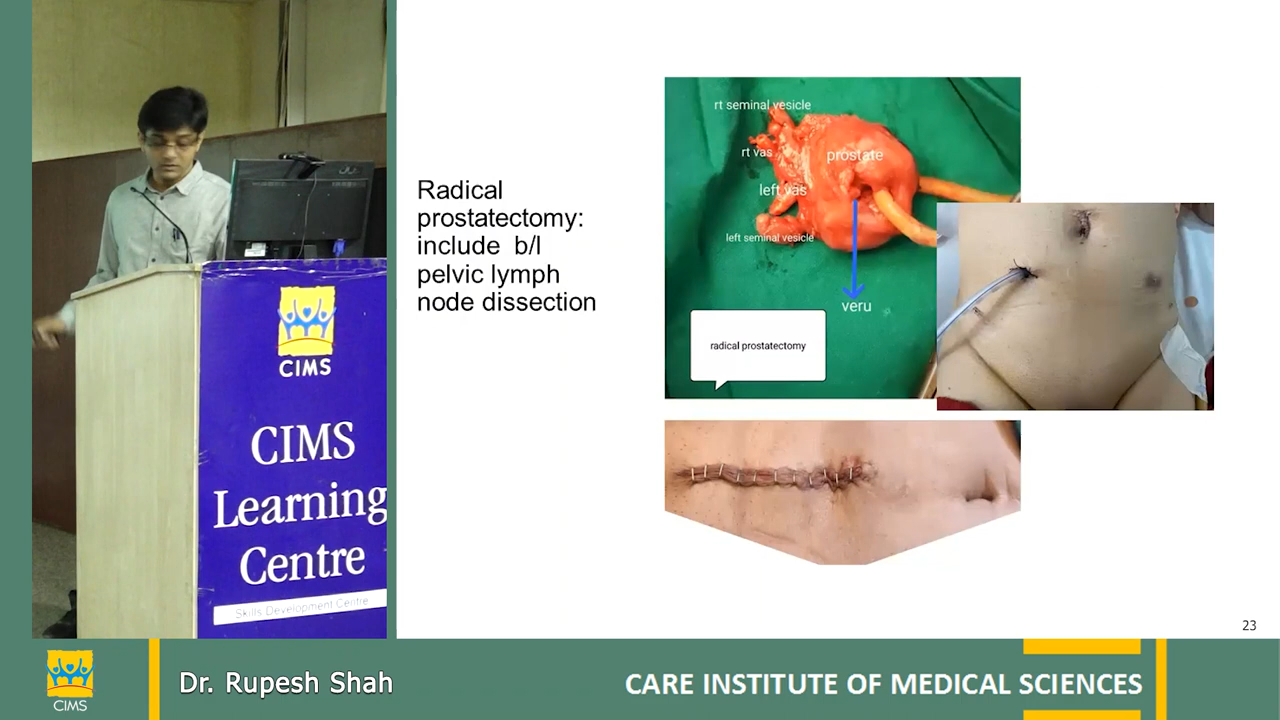 CIMS
CIMS
Learning
Centre
Skills Development Centre
Radical
prostatectomy:
include b/l
pelvic lymph
node dissection
rt seminal vesicle
rt vas
prostate
left vas
left seminal vesicle
veru
radical prostatectomy
23
CIMS
Dr. Rupesh Shah
CARE INSTITUTE OF MEDICAL SCIENCES